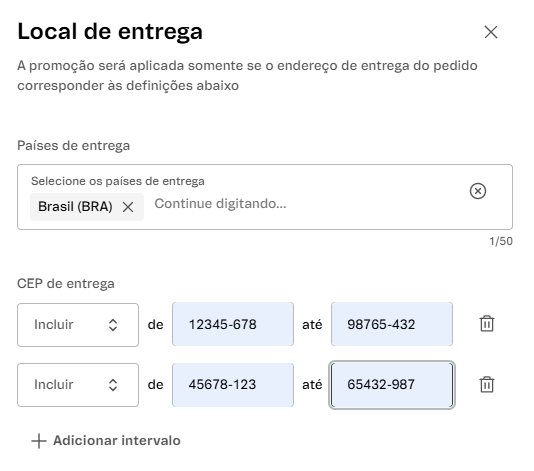 Local de entrega
A promoção será aplicada somente se o endereço de entrega do pedido
corresponder às definições abaixo
Países de entrega
Selecione os países de entrega
Brasil (BRA) Continue digitando...
1/50
CEP de entrega
Incluir de 12345-678 até 98765-432
Incluir de 45678-123 até 65432-987
Adicionar intervalo